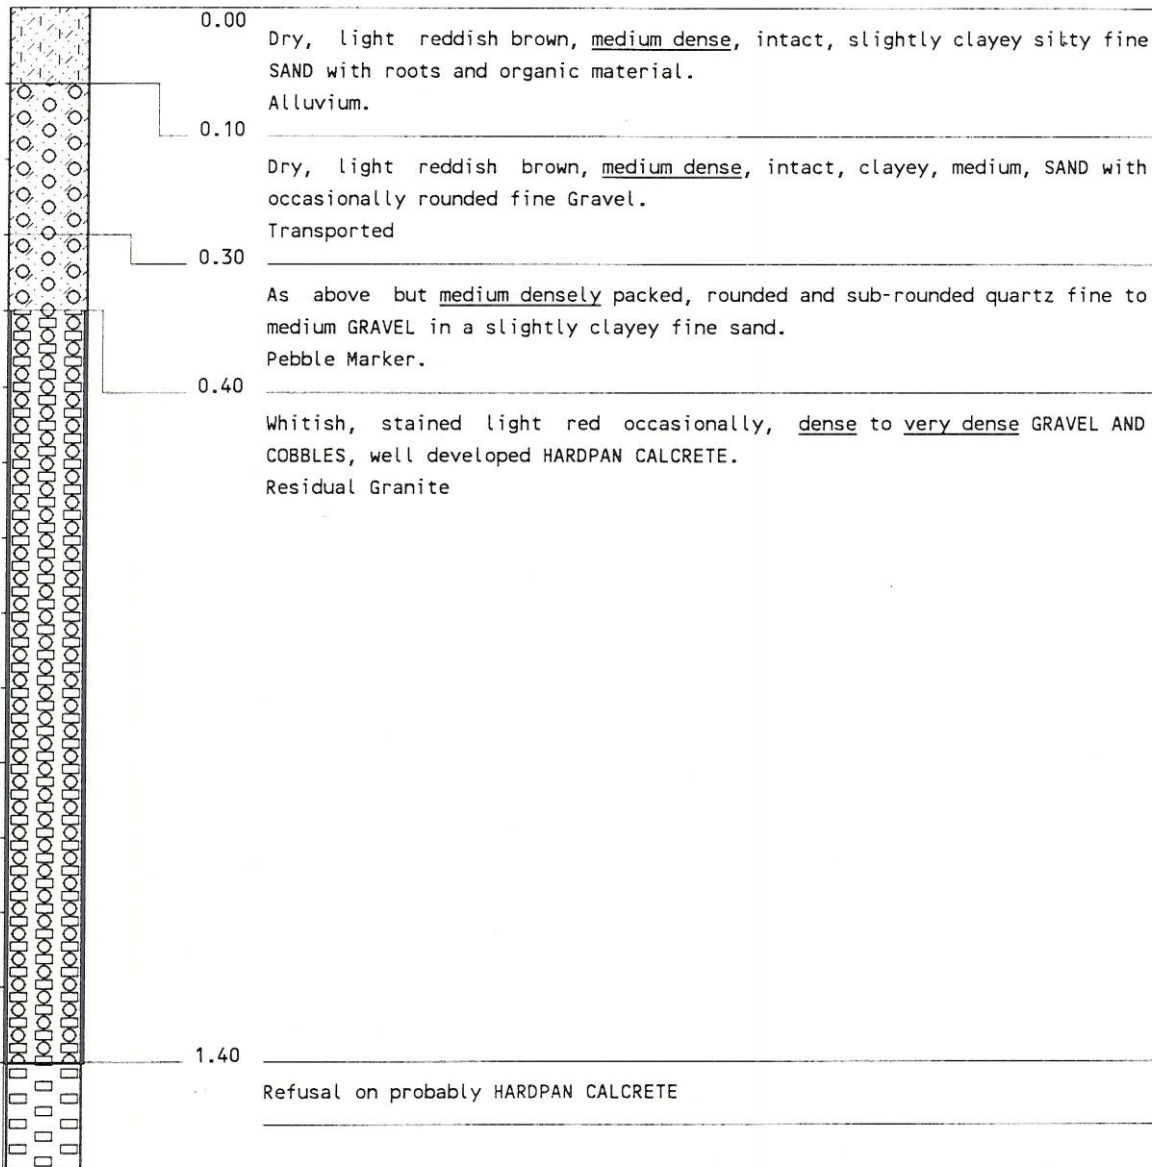 0.00
Dry, light reddish brown, medium dense, intact, slightly clayey silty fine
SAND with roots and organic material.
Alluvium.
0.10
Dry, light reddish brown, medium dense, intact, clayey, medium, SAND with
occasionally rounded fine Gravel.
Transported
0.30
As above but medium densely packed, rounded and sub-rounded quartz fine to
medium GRAVEL in a slightly clayey fine sand.
Pebble Marker.
0.40
Whitish, stained light red occasionally, dense to very dense GRAVEL AND
COBBLES, well developed HARDPAN CALCRETE.
Residual Granite
1.40
Refusal on probably HARDPAN CALCRETE